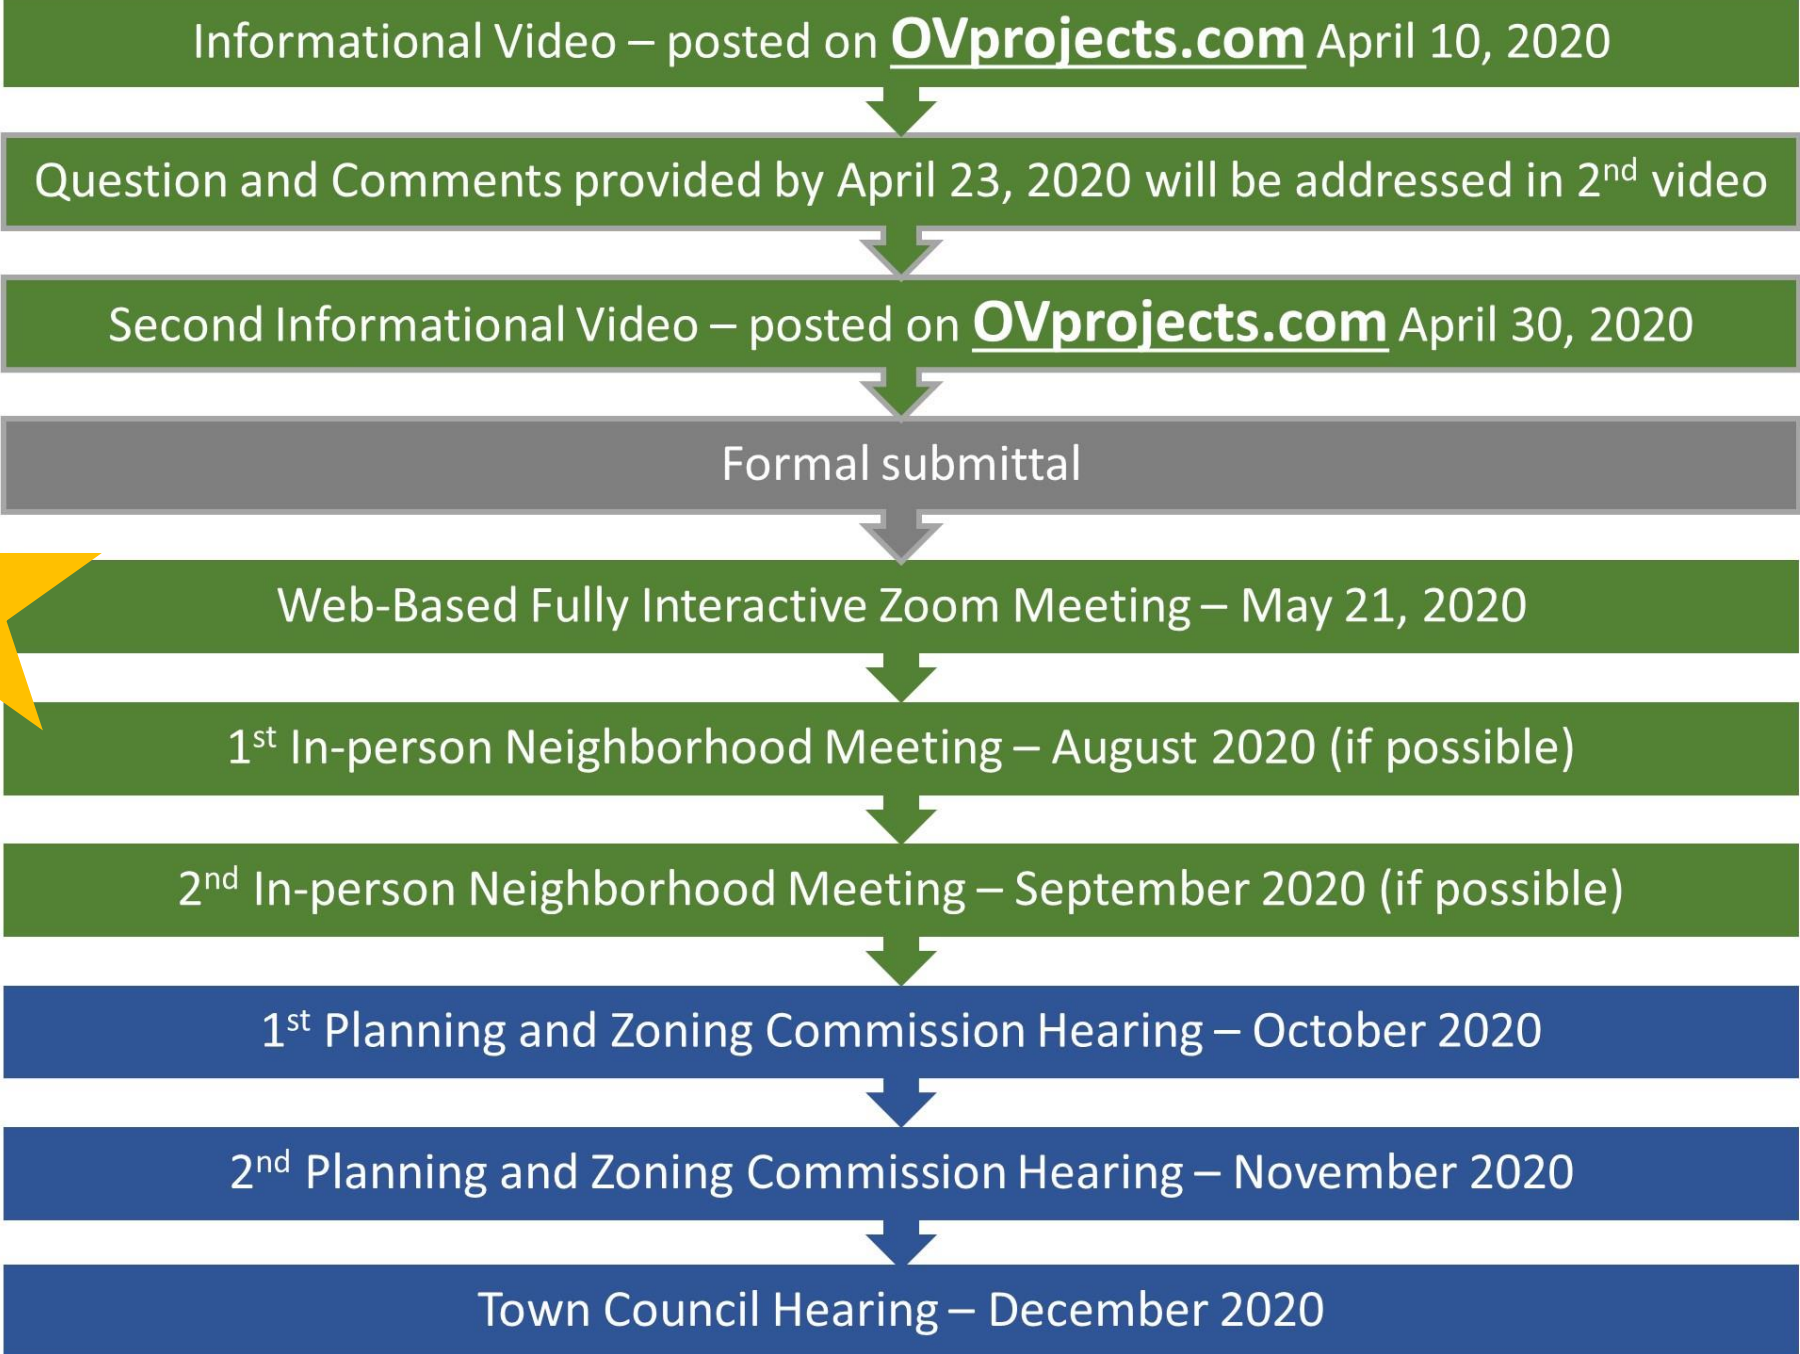 Informational Video – posted on OVprojects.com April 10, 2020
Question and Comments provided by April 23, 2020 will be addressed in 2nd video
Second Informational Video – posted on OVprojects.com April 30, 2020
Formal submittal
Web-Based Fully Interactive Zoom Meeting – May 21, 2020
1st In-person Neighborhood Meeting – August 2020 (if possible)
2nd In-person Neighborhood Meeting – September 2020 (if possible)
1st Planning and Zoning Commission Hearing – October 2020
2nd Planning and Zoning Commission Hearing – November 2020
Town Council Hearing – December 2020